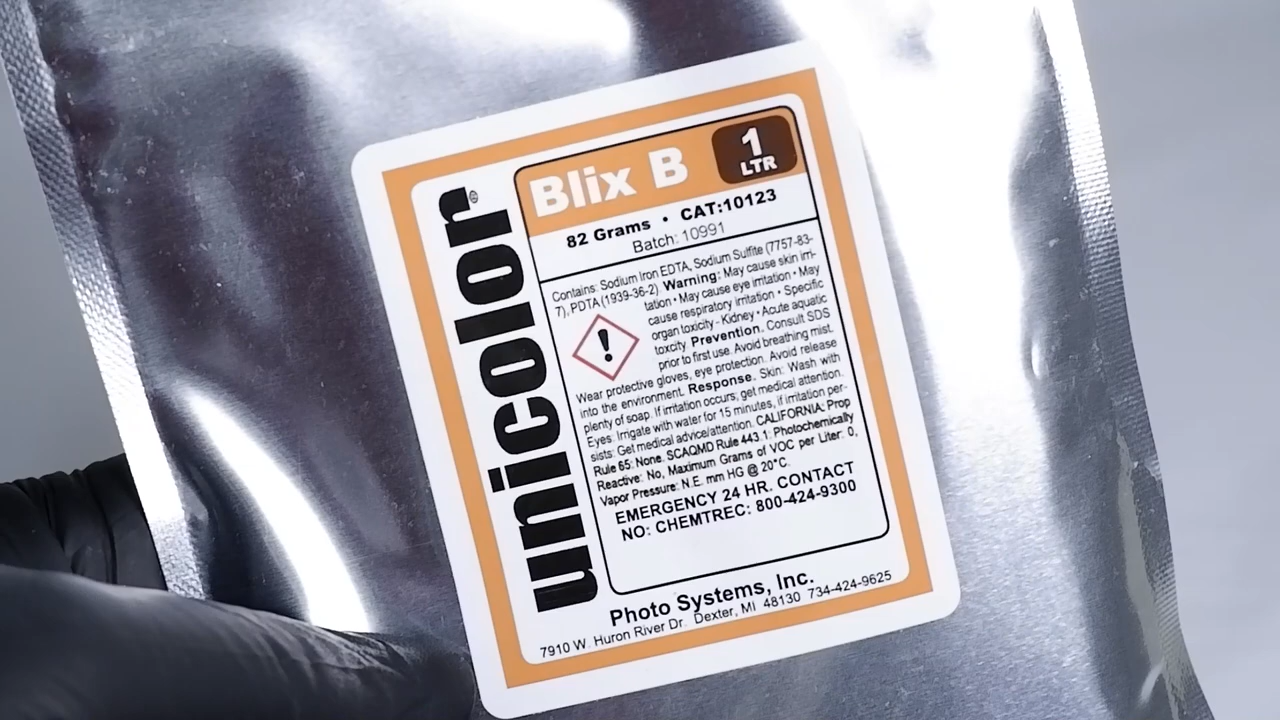 unicolor®
Blix B
1
LTR
82 Grams • CAT:10123
Batch: 10991
Contains: Sodium Iron EDTA, Sodium Sulfite (7757-83-
7), PDTA (1939-36-2) Warning: May cause skin irri-
tation • May cause eye irritation • May
cause respiratory irritation • Specific
organ toxicity - Kidney • Acute aquatic
toxcity Prevention. Consult SDS
prior to first use. Avoid breathing mist.
Wear protective gloves, eye protection. Avoid release
into the environment. Response. Skin: Wash with
plenty of soap. If irritation occurs, get medical attention.
Eyes: Irrigate with water for 15 minutes, if irritation per-
sists: Get medical advice/attention. CALIFORNIA: Prop
Rule 65: None. SCAQMD Rule 443.1: Photochemically
Reactive: No, Maximum Grams of VOC per Liter: 0,
Vapor Pressure: N.E. mm HG @ 20°C.
EMERGENCY 24 HR. CONTACT
NO: CHEMTREC: 800-424-9300
Photo Systems, Inc.
7910 W. Huron River Dr. Dexter, MI 48130 734-424-9625